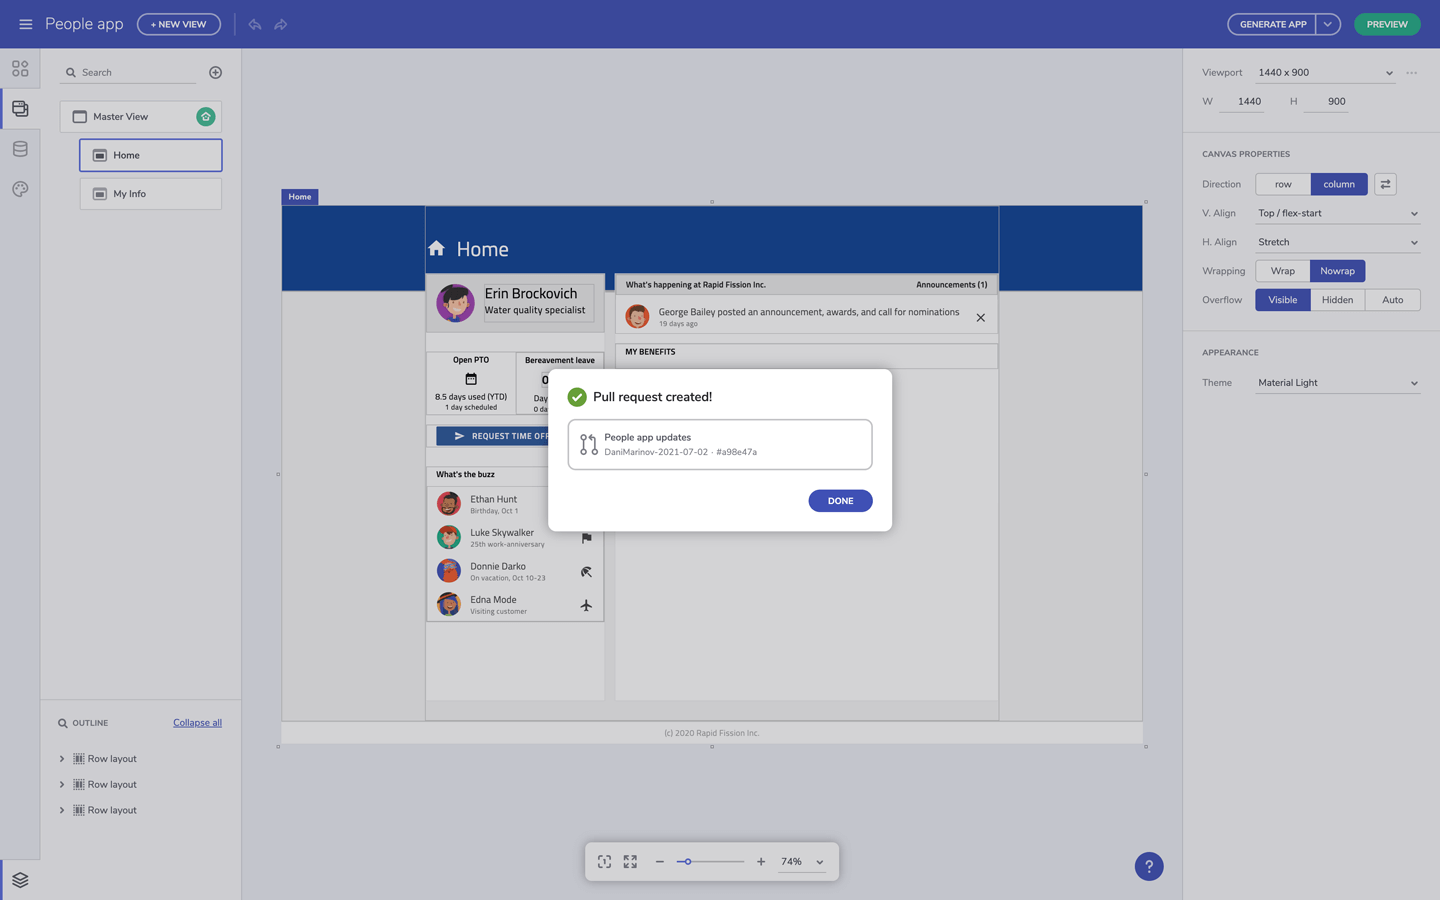 People app
+ NEW VIEW
GENERATE APP
PREVIEW
Search
Master View
Home
My Info
OUTLINE
Collapse all
Row layout
Row layout
Row layout
Home
Home
Erin Brockovich
Water quality specialist
Open PTO
8.5 days used (YTD)
1 day scheduled
Bereavement leave
0
Day
0 da
REQUEST TIME OFF
What's the buzz
Ethan Hunt
Birthday, Oct 1
Luke Skywalker
25th work-anniversary
Donnie Darko
On vacation, Oct 10-23
Edna Mode
Visiting customer
What's happening at Rapid Fission Inc.
Announcements (1)
George Bailey posted an announcement, awards, and call for nominations
19 days ago
MY BENEFITS
Pull request created!
People app updates
DaniMarinov-2021-07-02 · #a98e47a
DONE
(c) 2020 Rapid Fission Inc.
74%
?
Viewport 1440 x 900
W 1440 H 900
CANVAS PROPERTIES
Direction row column
V. Align Top / flex-start
H. Align Stretch
Wrapping Wrap Nowrap
Overflow Visible Hidden Auto
APPEARANCE
Theme Material Light